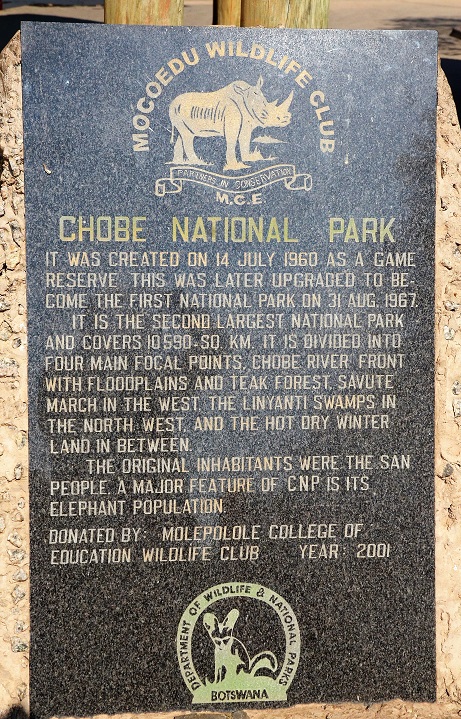 MOCOEDU WILDLIFE CLUB
PARTNERS IN CONSERVATION
M.C.E
CHOBE NATIONAL PARK
IT WAS CREATED ON 14 JULY 1960 AS A GAME
RESERVE. THIS WAS LATER UPGRADED TO BE-
COME THE FIRST NATIONAL PARK ON 31 AUG. 1967.
IT IS THE SECOND LARGEST NATIONAL PARK
AND COVERS 10590-SQ. KM. IT IS DIVIDED INTO
FOUR MAIN FOCAL POINTS, CHOBE RIVER FRONT
WITH FLOODPLAINS AND TEAK FOREST, SAVUTE
MARCH IN THE WEST, THE LINYANTI SWAMPS IN
THE NORTH WEST, AND THE HOT DRY WINTER
LAND IN BETWEEN.
THE ORIGINAL INHABITANTS WERE THE SAN
PEOPLE. A MAJOR FEATURE OF CNP IS ITS
ELEPHANT POPULATION.
DONATED BY: MOLEPOLOLE COLLEGE OF
EDUCATION WILDLIFE CLUB YEAR: 2001
DEPARTMENT OF WILDLIFE & NATIONAL PARKS
BOTSWANA